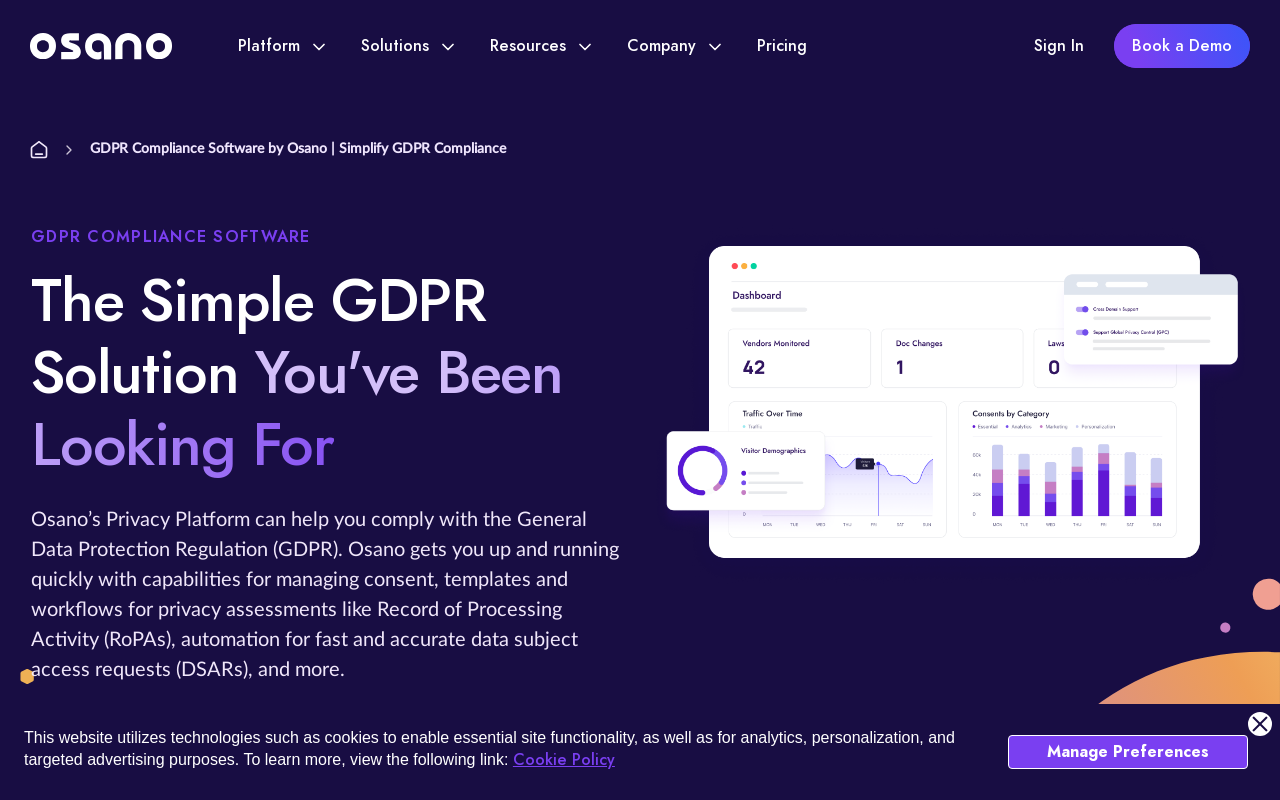 osano
Platform
Solutions
Resources
Company
Pricing
Sign In
Book a Demo
GDPR Compliance Software by Osano | Simplify GDPR Compliance
GDPR COMPLIANCE SOFTWARE
The Simple GDPR
Solution You've Been
Looking For
Osano’s Privacy Platform can help you comply with the General
Data Protection Regulation (GDPR). Osano gets you up and running
quickly with capabilities for managing consent, templates and
workflows for privacy assessments like Record of Processing
Activity (RoPAs), automation for fast and accurate data subject
access requests (DSARs), and more.
Dashboard
Cross Domain Support
Support Global Privacy Control (GPC)
Vendors Monitored
42
Doc Changes
1
Laws
0
Traffic Over Time
Traffic
Visitor Demographics
0
MON TUE WED THU FRI SAT SUN
Consents by Category
Essential Analytics Marketing Personalization
40k
20k
0
MON TUE WED THU FRI SAT SUN
This website utilizes technologies such as cookies to enable essential site functionality, as well as for analytics, personalization, and
targeted advertising purposes. To learn more, view the following link: Cookie Policy
Manage Preferences